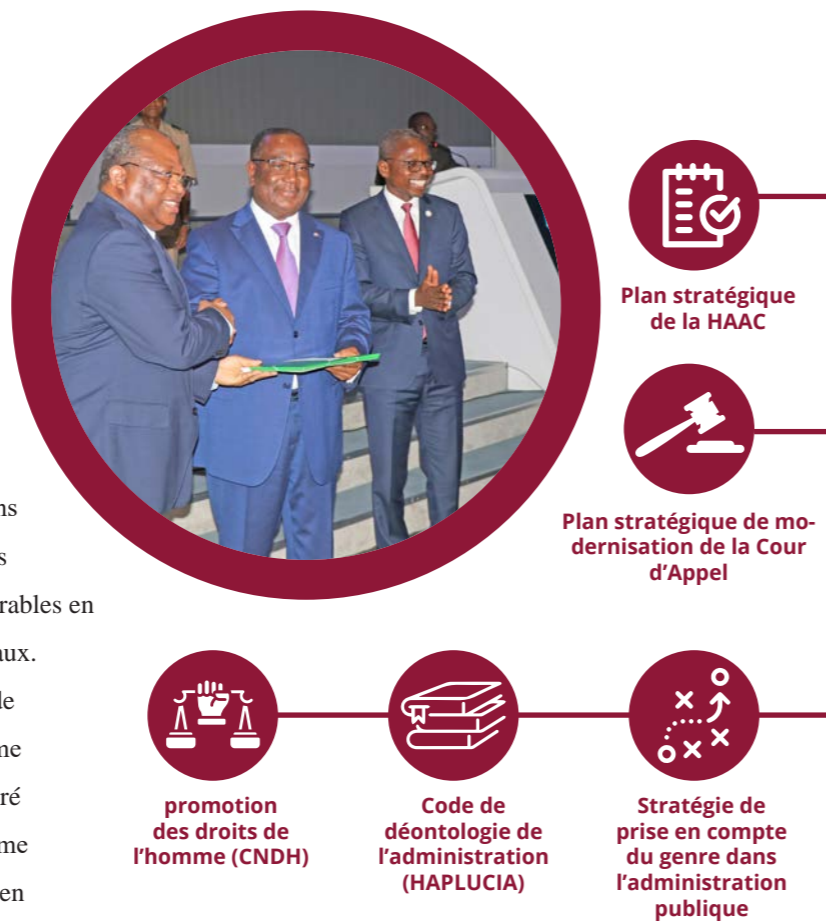 Plan stratégique
de la HAAC
Plan stratégique de mo-
dernisation de la Cour
d'Appel
promotion
des droits de
l'homme (CNDH)
Code de
déontologie de
l'administration
(HAPLUCIA)
Stratégie de
prise en compte
du genre dans
l'administration
publique
ns
s
rables en
aux.
de
me
ré
me
en